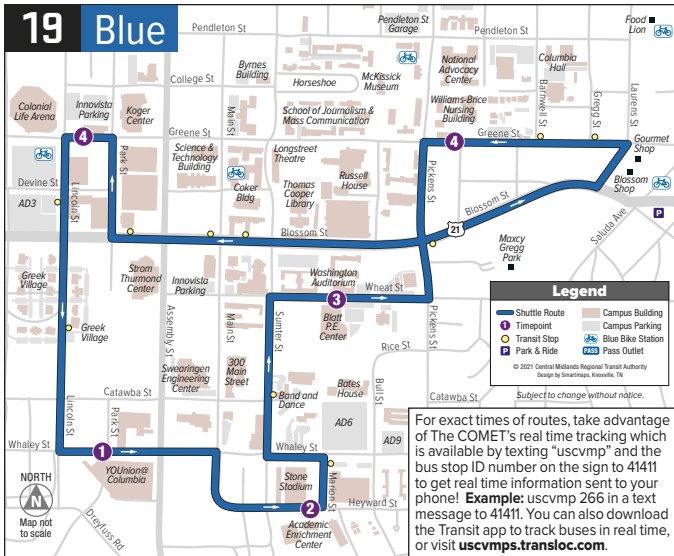 19 Blue
Pendleton St
Garage
Food
Lion
Pendleton St
Pendleton St
Byrnes
Building
McKissick
Museum
National
Advocacy
Center
Columbia
Hall
Barnwell St
Gregg St
Laurens St
College St
Horseshoe
Colonial
Life Arena
Innovista
Parking
Koger
Center
Main St
School of Journalism &
Mass Communication
Williams-Brice
Nursing
Building
4
Greene St
4
Greene St
Gourmet
Shop
Park St
Science &
Technology
Building
Longstreet
Theatre
Russell
House
Pickens St
Blossom
Shop
Devine St
Lincoln St
Coker
Bldg
Thomas
Cooper
Library
AD3
Blossom St
Blossom St
21
Saluda Ave
P
Maxcy
Gregg
Park
Greek
Village
Strom
Thurmond
Center
Innovista
Parking
Washington
Auditorium
Wheat St
3
Blatt
P.E.
Center
Assembly St
Main St
Sumter St
Pickens St
Greek
Village
Rice St
Swearingen
Engineering
Center
300
Main
Street
Bull St
Catawba St
Band and
Dance
Bates
House
Catawba St
Lincoln St
Park St
AD6
AD9
Whaley St
1
Whaley St
YOUnion@
Columbia
Stone
Stadium
Marion St
2
Heyward St
Academic
Enrichment
Center
Dreyfuss Rd
NORTH
N
Map not
to scale
Legend
Shuttle Route
1 Timepoint
Transit Stop
P Park & Ride
Campus Building
Campus Parking
Blue Bike Station
PASS Pass Outlet
© 2021 Central Midlands Regional Transit Authority
Design by Smartmaps, Knoxville, TN
Subject to change without notice.
For exact times of routes, take advantage
of The COMET's real time tracking which
is available by texting “uscvmp” and the
bus stop ID number on the sign to 41411
to get real time information sent to your
phone! Example: uscvmp 266 in a text
message to 41411. You can also download
the Transit app to track buses in real time,
or visit uscvmps.transloc.com.